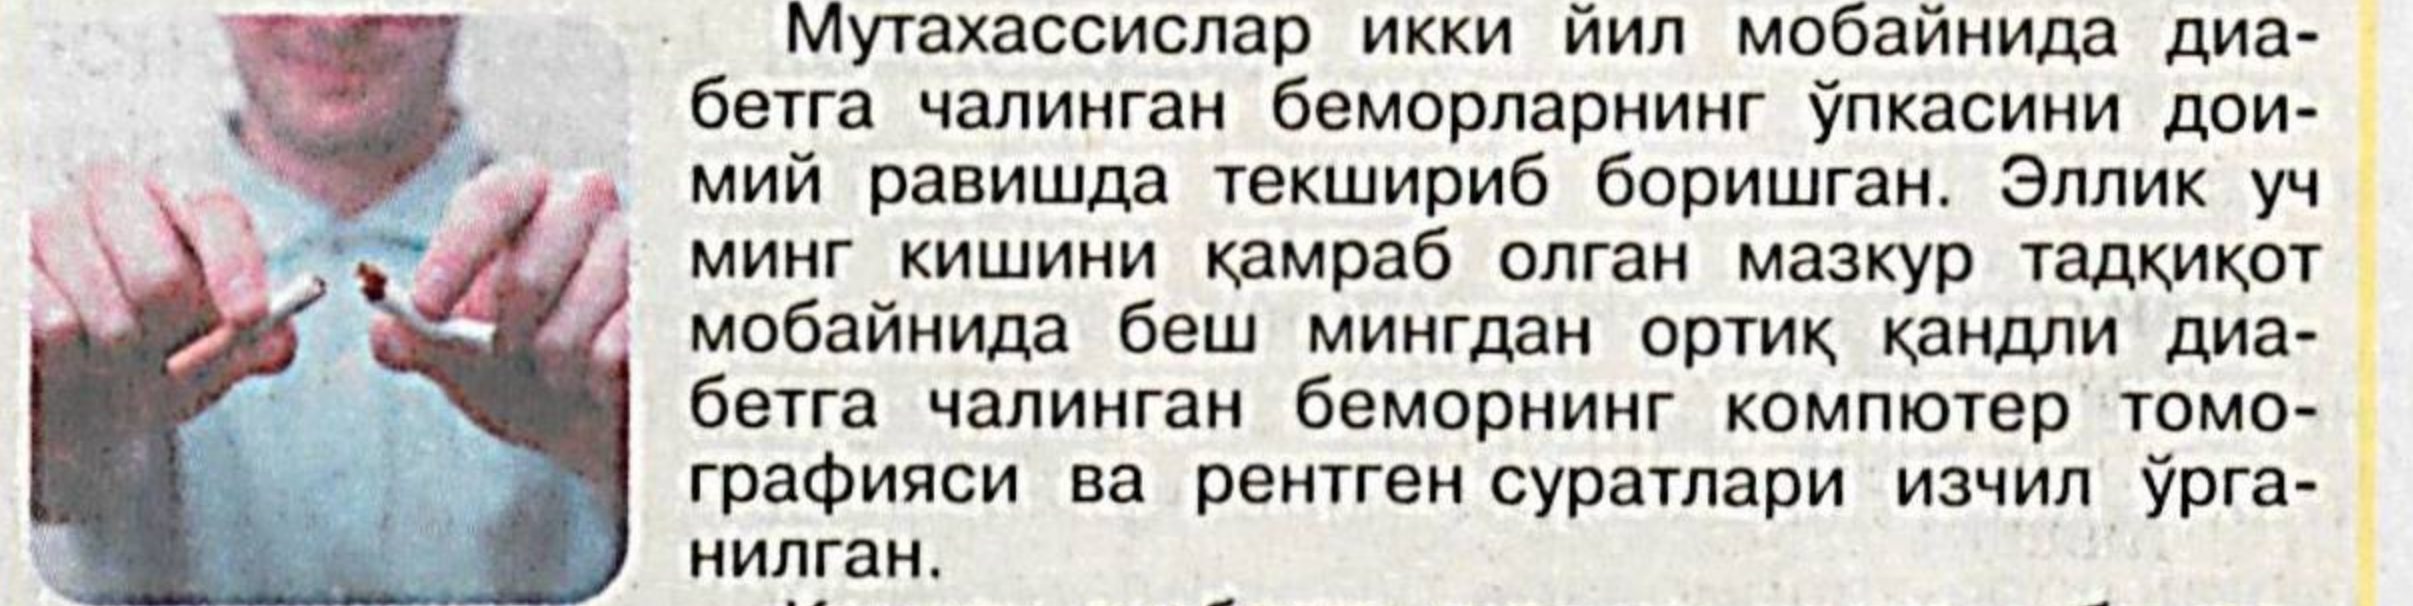 Мутахассислар икки йил мобайнида диа-
бетга чалинган беморларнинг ўпкасини дои-
мий равишда текшириб боришган. Эллик уч
минг кишини қамраб олган мазкур тадқиқот
мобайнида беш мингдан ортиқ қандли диа-
бетга чалинган беморнинг компютер томо-
графияси ва рентген суратлари изчил ўрга-
нилган.